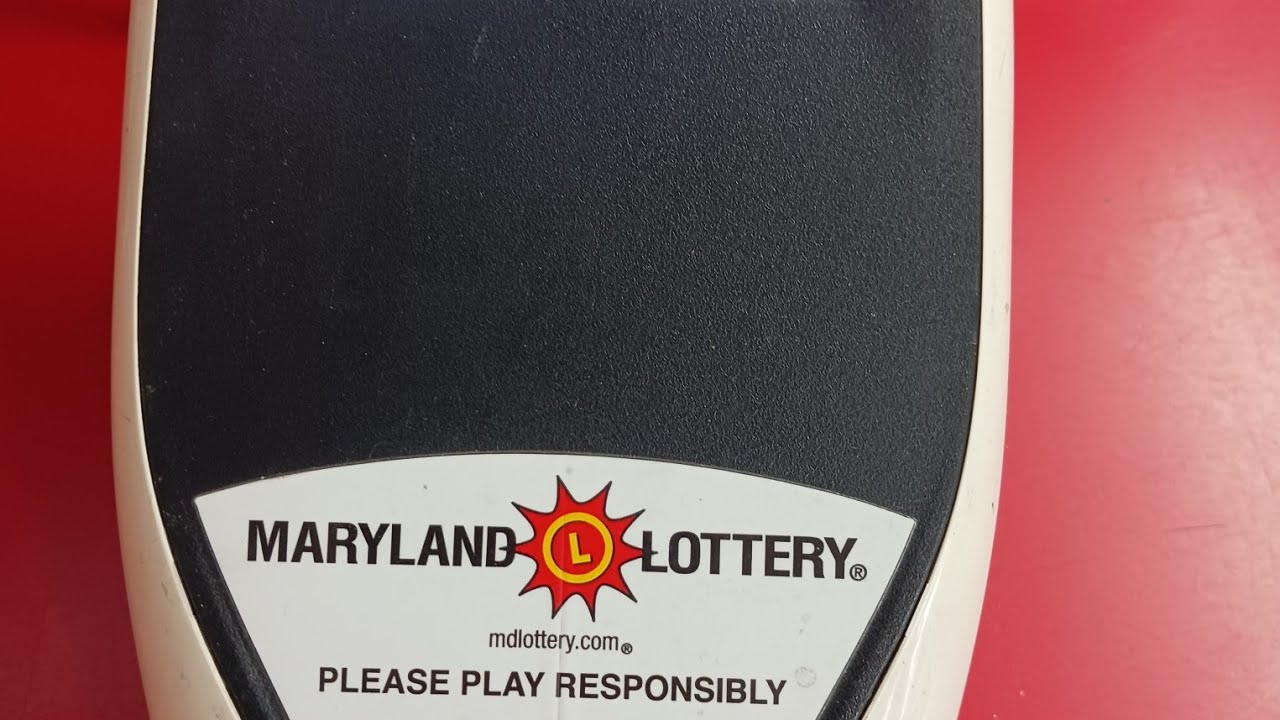 MARYLAND L LOTTERY®
mdlottery.com®
PLEASE PLAY RESPONSIBLY